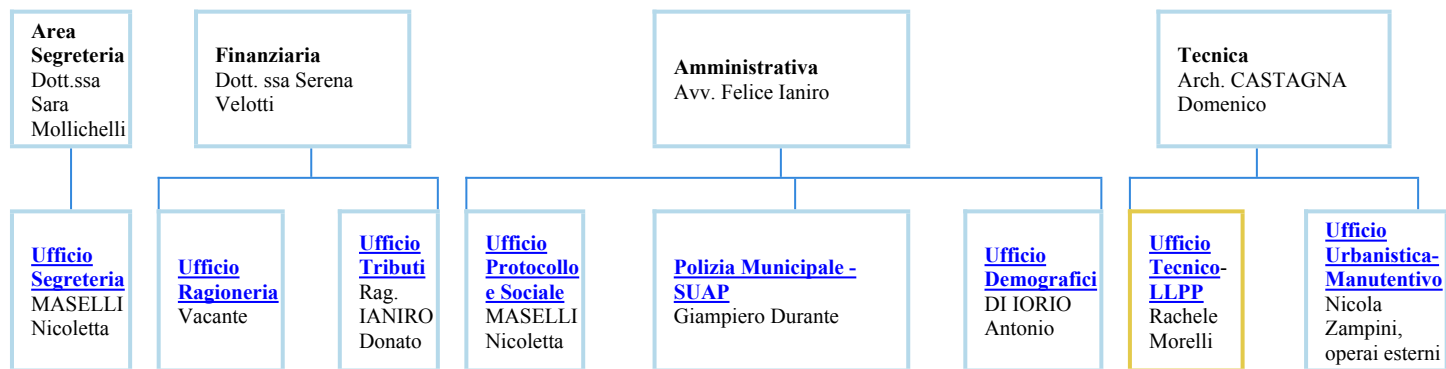 Area
Segreteria
Dott.ssa
Sara
Mollichelli
Finanziaria
Dott. ssa Serena
Velotti
Amministrativa
Avv. Felice Ianiro
Tecnica
Arch. CASTAGNA
Domenico
Ufficio
Segreteria
MASELLI
Nicoletta
Ufficio
Ragioneria
Vacante
Ufficio
Tributi
Rag.
IANIRO
Donato
Ufficio
Protocollo
e Sociale
MASELLI
Nicoletta
Polizia Municipale -
SUAP
Giampiero Durante
Ufficio
Demografici
DI IORIO
Antonio
Ufficio
Tecnico-
LLPP
Rachele
Morelli
Ufficio
Urbanistica-
Manutentivo
Nicola
Zampini,
operai esterni